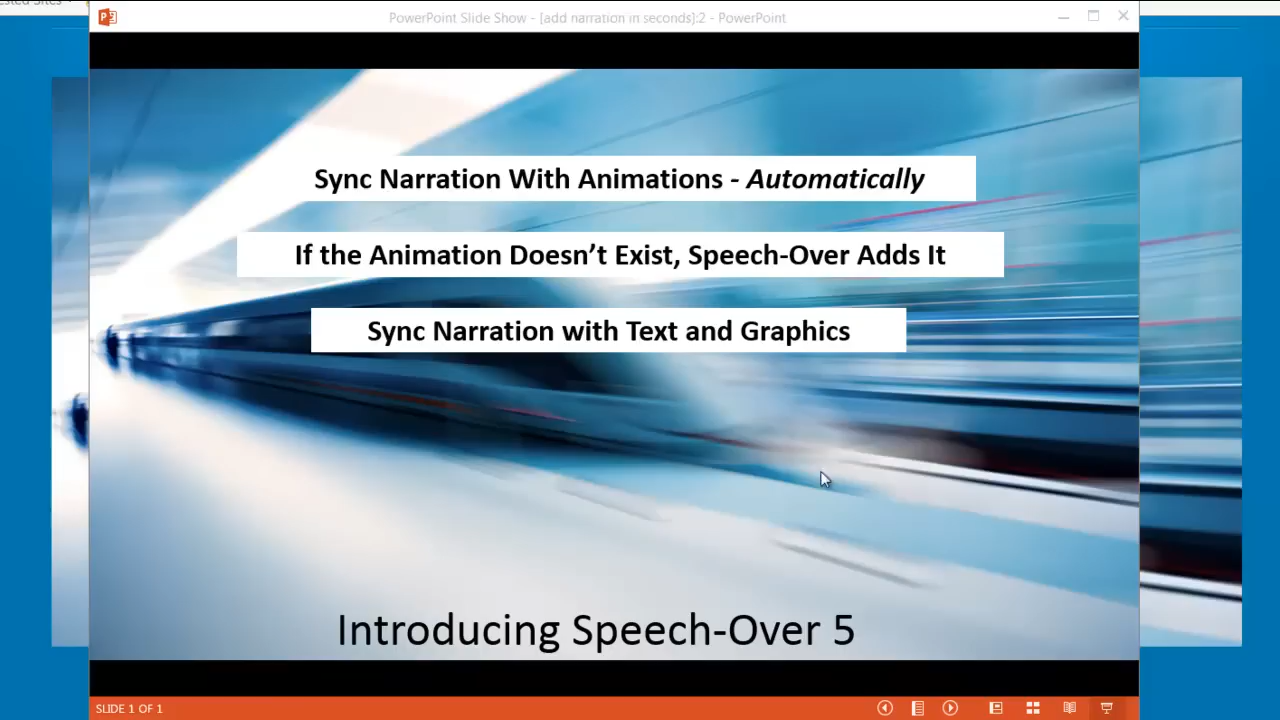 PowerPoint Slide Show - [add narration in seconds]:2 - PowerPoint
Sync Narration With Animations - Automatically
If the Animation Doesn’t Exist, Speech-Over Adds It
Sync Narration with Text and Graphics
Introducing Speech-Over 5
SLIDE 1 OF 1